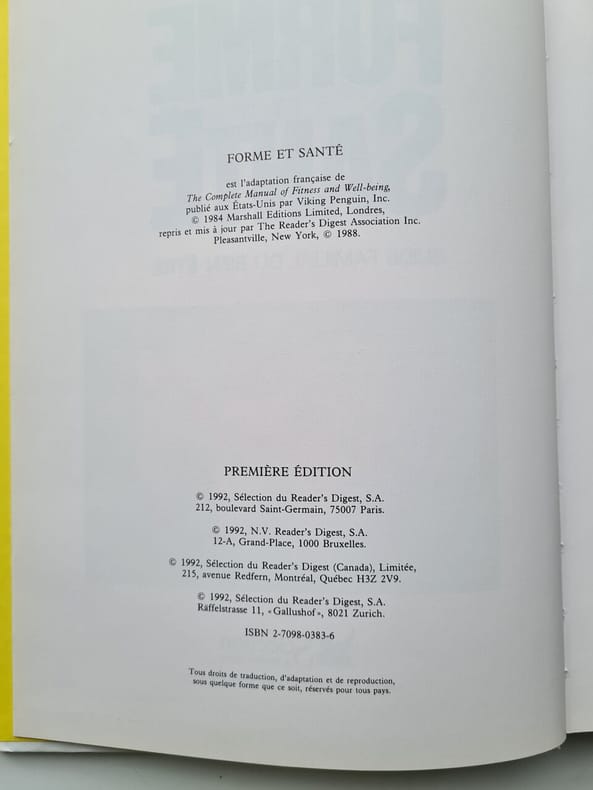 FORME ET SANTÉ
est l'adaptation française de
The Complete Manual of Fitness and Well-being,
publié aux États-Unis par Viking Penguin, Inc.
© 1984 Marshall Editions Limited, Londres,
repris et mis à jour par The Reader's Digest Association Inc.
Pleasantville, New York, © 1988.
PREMIÈRE ÉDITION
© 1992, Sélection du Reader's Digest, S.A.
212, boulevard Saint-Germain, 75007 Paris.
© 1992, N.V. Reader's Digest, S.A.
12-A, Grand-Place, 1000 Bruxelles.
© 1992, Sélection du Reader's Digest (Canada), Limitée,
215, avenue Redfern, Montréal, Québec H3Z 2V9.
© 1992, Sélection du Reader's Digest, S.A.
Räffelstrasse 11, «Gallushof», 8021 Zurich.
ISBN 2-7098-0383-6
Tous droits de traduction, d'adaptation et de reproduction,
sous quelque forme que ce soit, réservés pour tous pays.